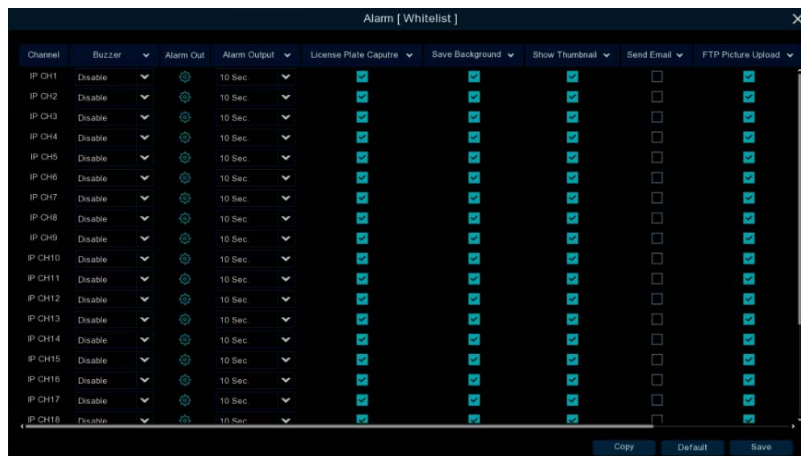 Alarm [ Whitelist ]
Channel Buzzer Alarm Out Alarm Output License Plate Caputre Save Background Show Thumbnail Send Email FTP Picture Upload
IP CH1 Disable 10 Sec.
IP CH2 Disable 10 Sec.
IP CH3 Disable 10 Sec.
IP CH4 Disable 10 Sec.
IP CH5 Disable 10 Sec.
IP CH6 Disable 10 Sec.
IP CH7 Disable 10 Sec.
IP CH8 Disable 10 Sec.
IP CH9 Disable 10 Sec.
IP CH10 Disable 10 Sec.
IP CH11 Disable 10 Sec.
IP CH12 Disable 10 Sec.
IP CH13 Disable 10 Sec.
IP CH14 Disable 10 Sec.
IP CH15 Disable 10 Sec.
IP CH16 Disable 10 Sec.
IP CH17 Disable 10 Sec.
IP CH18 Disable 10 Sec.
Copy Default Save